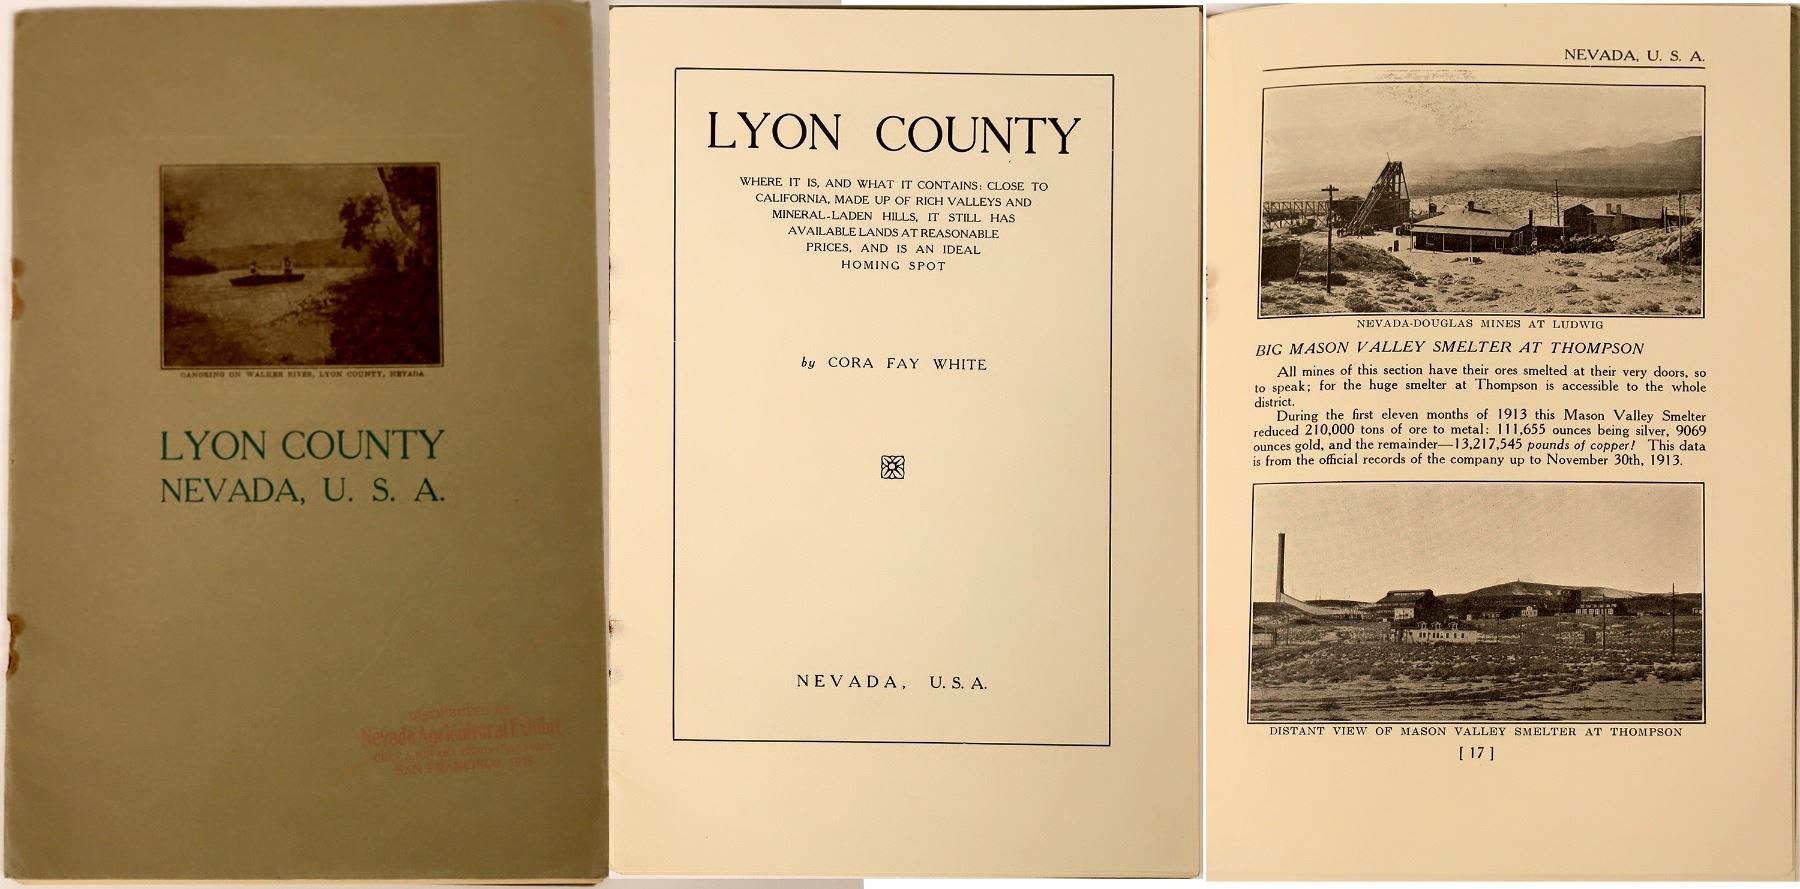 CANOEING ON WALKER RIVER, LYON COUNTY, NEVADA
LYON COUNTY
NEVADA, U. S. A.
DISTRIBUTED BY
Nevada Agricultural Exhibit
SAN FRANCISCO, 1915
LYON COUNTY
WHERE IT IS, AND WHAT IT CONTAINS: CLOSE TO
CALIFORNIA, MADE UP OF RICH VALLEYS AND
MINERAL-LADEN HILLS, IT STILL HAS
AVAILABLE LANDS AT REASONABLE
PRICES, AND IS AN IDEAL
HOMING SPOT
by CORA FAY WHITE
NEVADA, U.S.A.
NEVADA, U. S. A.
NEVADA-DOUGLAS MINES AT LUDWIG
BIG MASON VALLEY SMELTER AT THOMPSON
All mines of this section have their ores smelted at their very doors, so
to speak; for the huge smelter at Thompson is accessible to the whole
district.
During the first eleven months of 1913 this Mason Valley Smelter
reduced 210,000 tons of ore to metal: 111,655 ounces being silver, 9069
ounces gold, and the remainder—13,217,545 pounds of copper! This data
is from the official records of the company up to November 30th, 1913.
DISTANT VIEW OF MASON VALLEY SMELTER AT THOMPSON
[ 17 ]